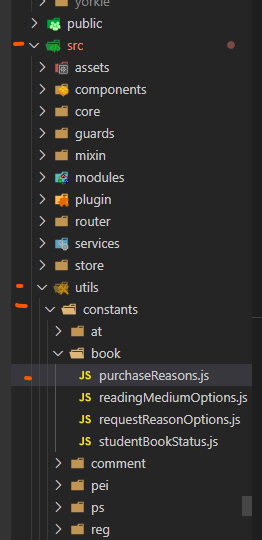 yorkie
public
src
assets
components
core
guards
mixin
modules
plugin
router
services
store
utils
constants
at
book
JS purchaseReasons.js
JS readingMediumOptions.js
JS requestReasonOptions.js
JS studentBookStatus.js
comment
pei
ps
reg